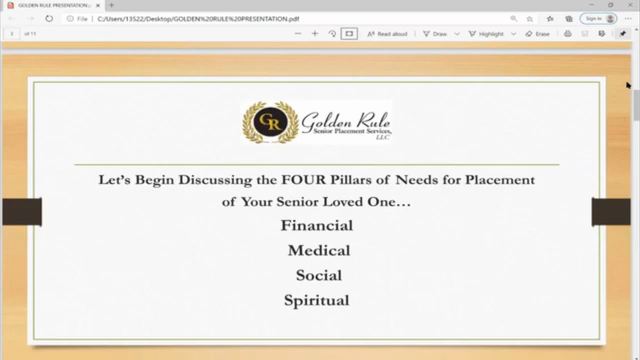 GOLDEN RULE PRESENTATION...
File
C:/Users/13522/Desktop/GOLDEN%20RULE%20PRESENTATION.pdf
Sign in
3
of 11
Read aloud
Draw
Highlight
Erase
GR
Golden Rule
Senior Placement Services,
LLC
Let's Begin Discussing the FOUR Pillars of Needs for Placement
of Your Senior Loved One...
Financial
Medical
Social
Spiritual